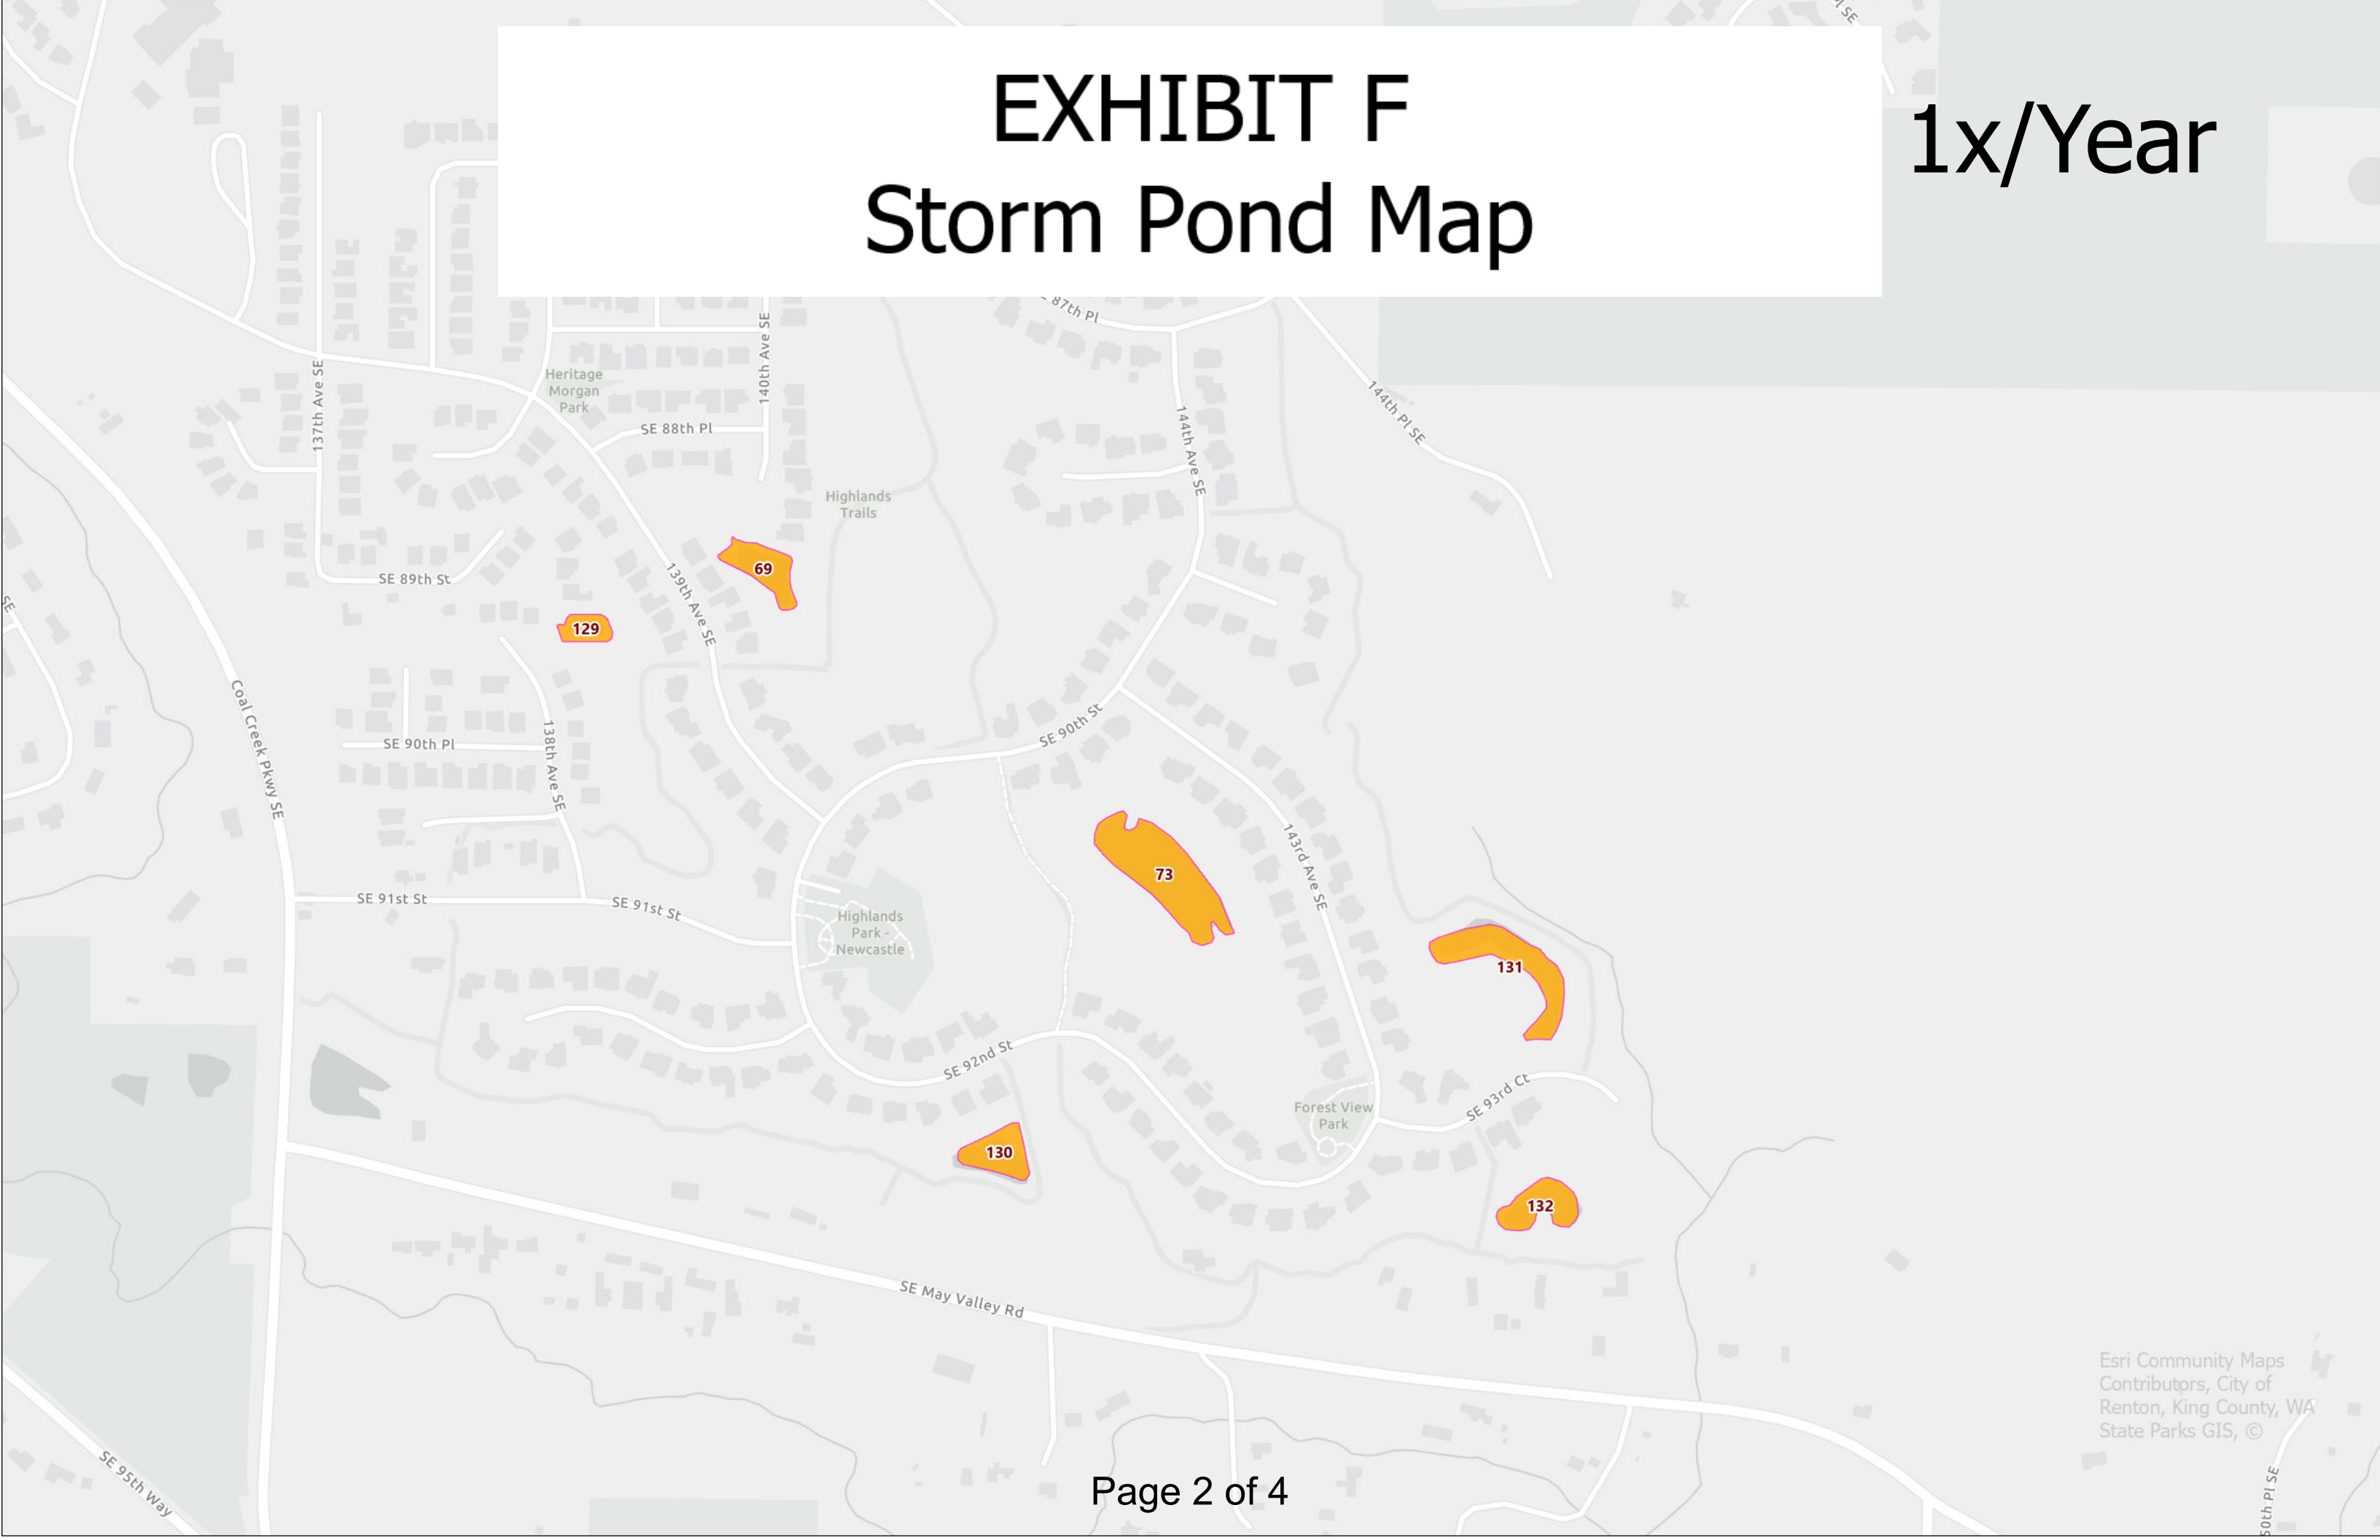 EXHIBIT F
Storm Pond Map
1x/Year
87th Pl
140th Ave SE
137th Ave SE
Heritage
Morgan
Park
SE 88th Pl
144th Ave SE
144th Pl SE
Highlands
Trails
SE 89th St
139th Ave SE
69
129
SE
Coal Creek Pkwy SE
SE 90th Pl
138th Ave SE
SE 90th St
73
143rd Ave SE
SE 91st St
SE 91st St
Highlands
Park -
Newcastle
131
SE 92nd St
SE 93rd Ct
Forest View
Park
130
132
SE May Valley Rd
Esri Community Maps
Contributors, City of
Renton, King County, WA
State Parks GIS, ©
SE 95th Way
50th Pl SE
Page 2 of 4